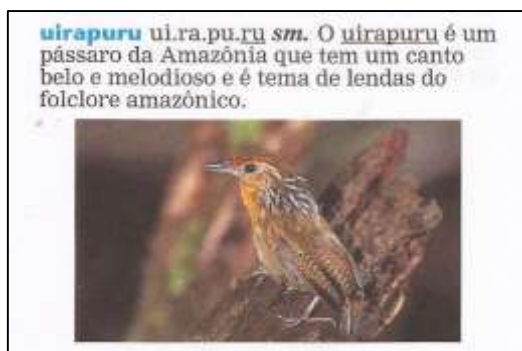 uirapuru ui.ra.pu.ru sm. O uirapuru é um
pássaro da Amazônia que tem um canto
belo e melodioso e é tema de lendas do
folclore amazônico.